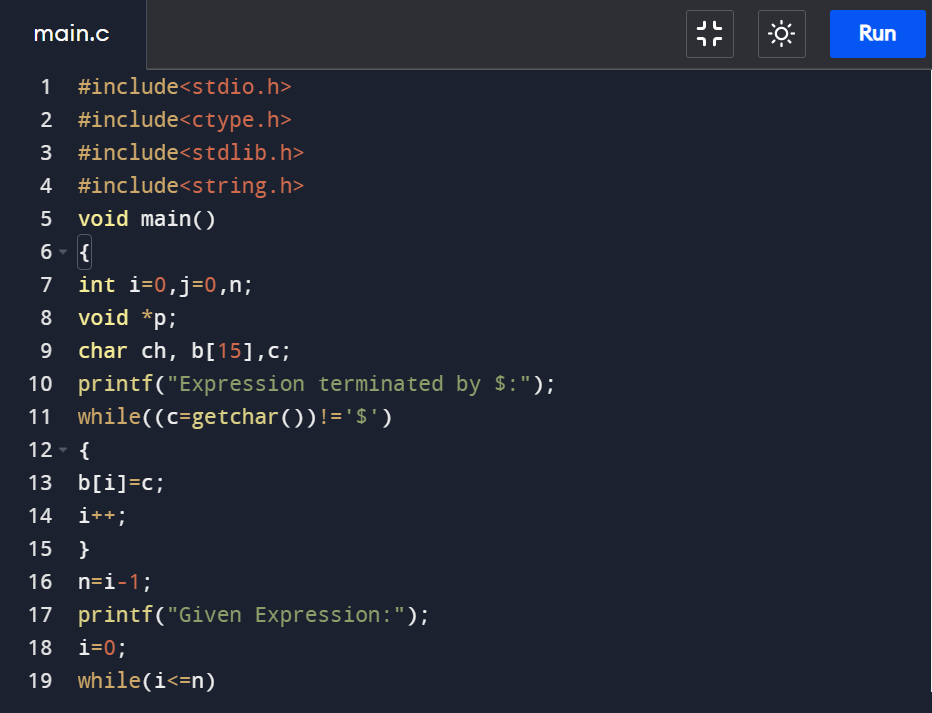 main.c
Run
1 #include<stdio.h>
2 #include<ctype.h>
3 #include<stdlib.h>
4 #include<string.h>
5 void main()
6 {
7 int i=0,j=0,n;
8 void *p;
9 char ch, b[15],c;
10 printf("Expression terminated by $:");
11 while((c=getchar())!='$')
12 {
13 b[i]=c;
14 i++;
15 }
16 n=i-1;
17 printf("Given Expression:");
18 i=0;
19 while(i<=n)